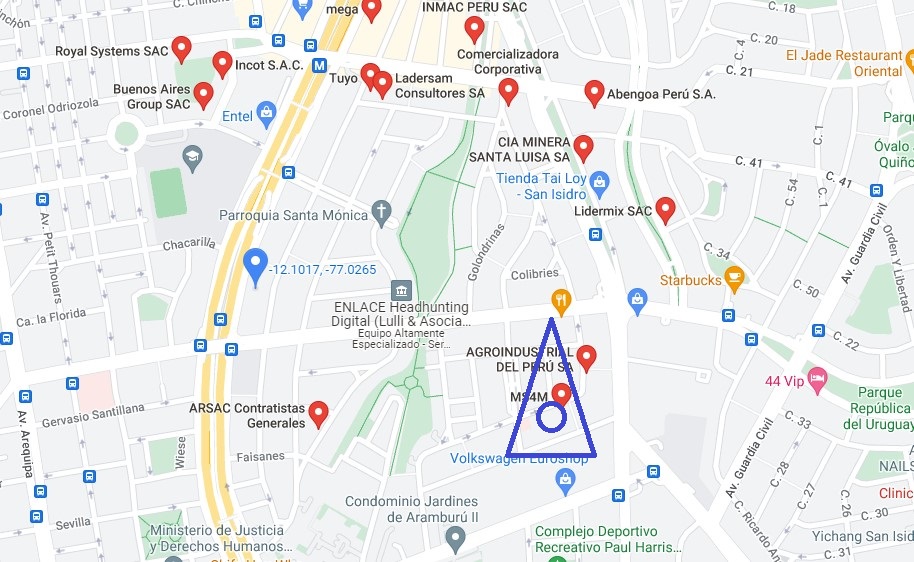 C. Chinchón
mega
INMAC PERU SAC
C. 18
C. 4
C. 20
Royal Systems SAC
Comercializadora
Corporativa
El Jade Restaurant
Oriental
Incot S.A.C.
M
Tuyo
Ladersam
Consultores SA
C. 21
Buenos Aires
Group SAC
Abengoa Perú S.A.
Coronel Odriozola
Entel
Parq
Óvalo
Quiño
C. 1
CIA MINERA
SANTA LUISA SA
C. 41
C. 41
C. 54
C. 1
Tienda Tai Loy
- San Isidro
Av. Petit Thouars
Parroquia Santa Mónica
Lidermix SAC
Av. Guardia Civil
Orden Y Libertad
Chacarilla
Golondrinas
C. 34
-12.1017, -77.0265
Colibries
Starbucks
C. 50
ENLACE Headhunting
Digital (Lulli & Asocia...
Equipo Altamente
Especializado - Ser...
Ca. la Florida
C. 22
AGROINDUSTRIAL
DEL PERÚ SA
44 Vip
MS4M
Parque
República
del Uruguay
ARSAC Contratistas
Generales
Gervasio Santillana
C. 33
Av. Arequipa
Wiese
Faisanes
Volkswagen Euroshop
Av. Guardia Civil
C. 28
NAILS
C. 27
Clinic
Condominio Jardines
de Aramburú II
Sevilla
Ministerio de Justicia
y Derechos Humanos...
Complejo Deportivo
Recreativo Paul Harris...
C. Ricardo An
C. 30
Yichang San Isid
C. 31